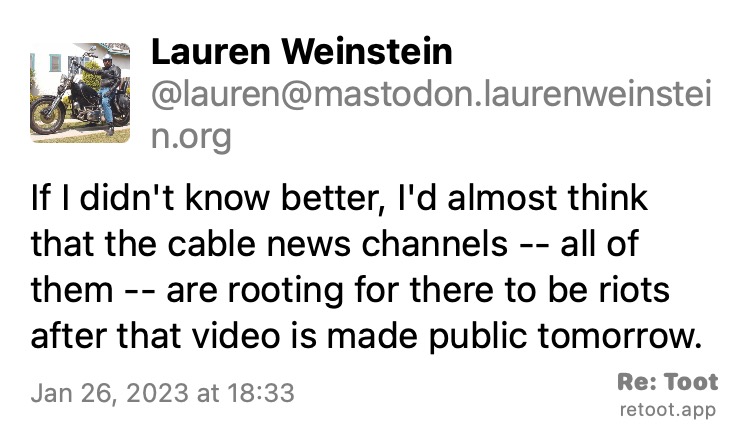 Lauren Weinstein
@lauren@mastodon.laurenweinstei
n.org
If I didn't know better, I'd almost think
that the cable news channels -- all of
them -- are rooting for there to be riots
after that video is made public tomorrow.
Jan 26, 2023 at 18:33
Re: Toot
retoot.app